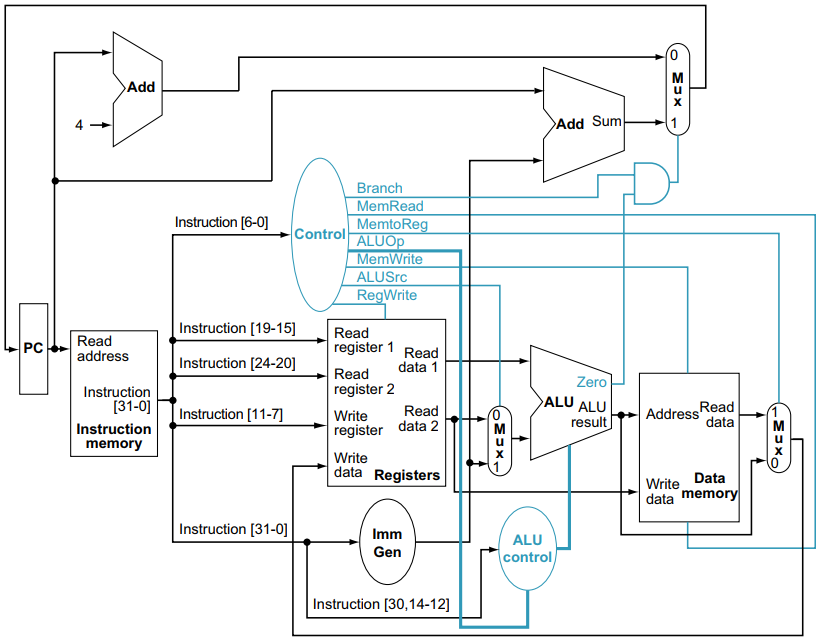 0
M
u
x
1
Add
4
Add Sum
Branch
MemRead
MemtoReg
ALUOp
MemWrite
ALUSrc
RegWrite
Instruction [6-0]
Control
PC
Read
address
Instruction
[31-0]
Instruction
memory
Instruction [19-15]
Instruction [24-20]
Instruction [11-7]
Instruction [31-0]
Read
register 1
Read
data 1
Read
register 2
Write
register
Read
data 2
Write
data
Registers
0
M
u
x
1
Zero
ALU
ALU
result
Address
Read
data
Write
data
Data
memory
1
M
u
x
0
Imm
Gen
ALU
control
Instruction [30,14-12]